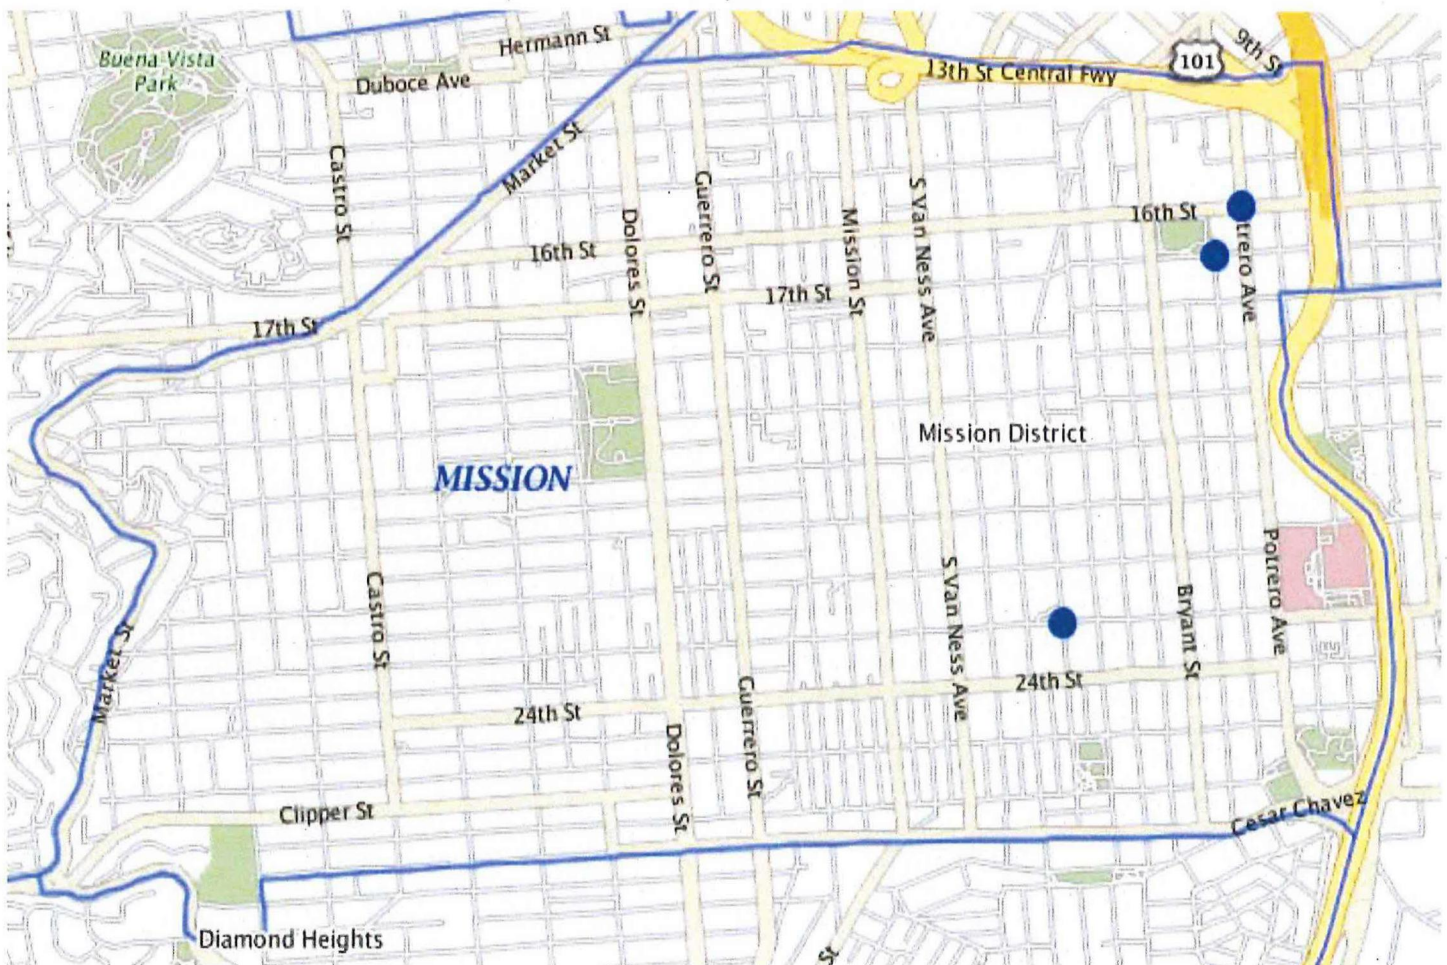 Buena Vista
Park
Hermann St
Duboce Ave
9th St
101
13th St Central Fwy
Market St
Castro St
Guerrero St
Dolores St
Mission St
S Van Ness Ave
16th St
16th St
trero Ave
17th St
17th St
Mission District
MISSION
Potrero Ave
Castro St
S Van Ness Ave
Bryant St
Market St
24th St
24th St
Guerrero St
Dolores St
Clipper St
Cesar Chavez
Diamond Heights
St